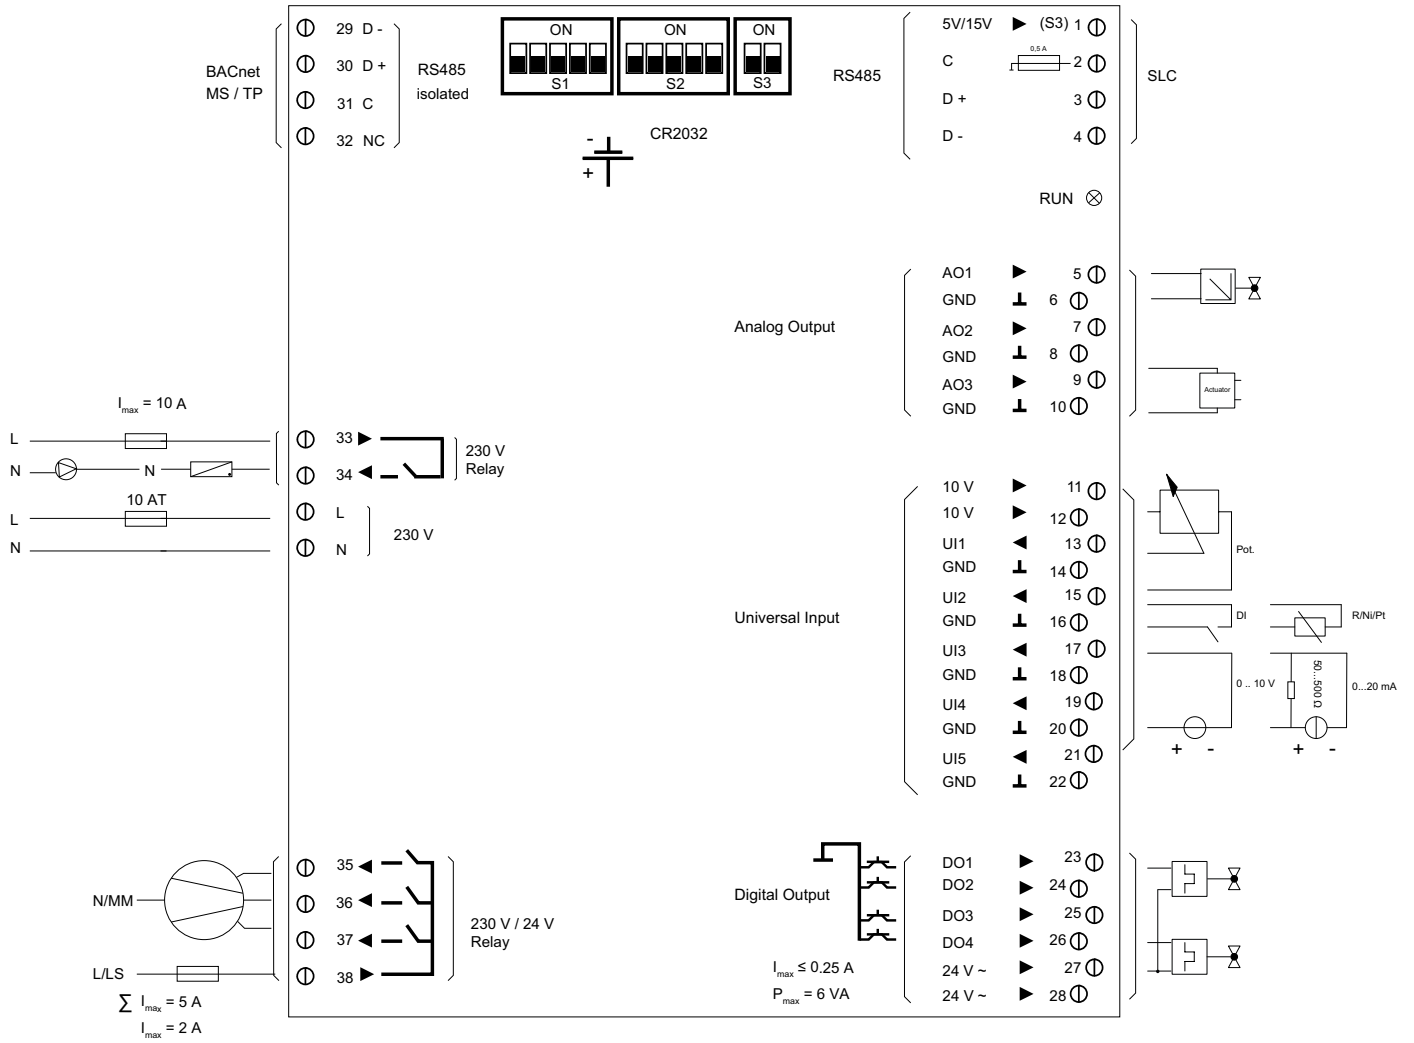 29 D -
30 D +
31 C
32 NC
BACnet
MS / TP
RS485
isolated
ON
S1
ON
S2
ON
S3
-
+
CR2032
RS485
5V/15V (S3) 1
C 0,5 A 2
D + 3
D - 4
SLC
RUN
Analog Output
AO1 5
GND 6
AO2 7
GND 8
AO3 9
GND 10
Actuator
I max = 10 A
L
N N
33
34
230 V
Relay
10 AT
L
N
L
N
230 V
Universal Input
10 V 11
10 V 12
UI1 13
GND 14
UI2 15
GND 16
UI3 17
GND 18
UI4 19
GND 20
UI5 21
GND 22
Pot.
DI
R/Ni/Pt
0 .. 10 V
50...500 Ω
0...20 mA
+ -
+ -
N/MM
L/LS
∑ I max = 5 A
I max = 2 A
35
36
37
38
230 V / 24 V
Relay
Digital Output
I max ≤ 0.25 A
P max = 6 VA
DO1 23
DO2 24
DO3 25
DO4 26
24 V ~ 27
24 V ~ 28